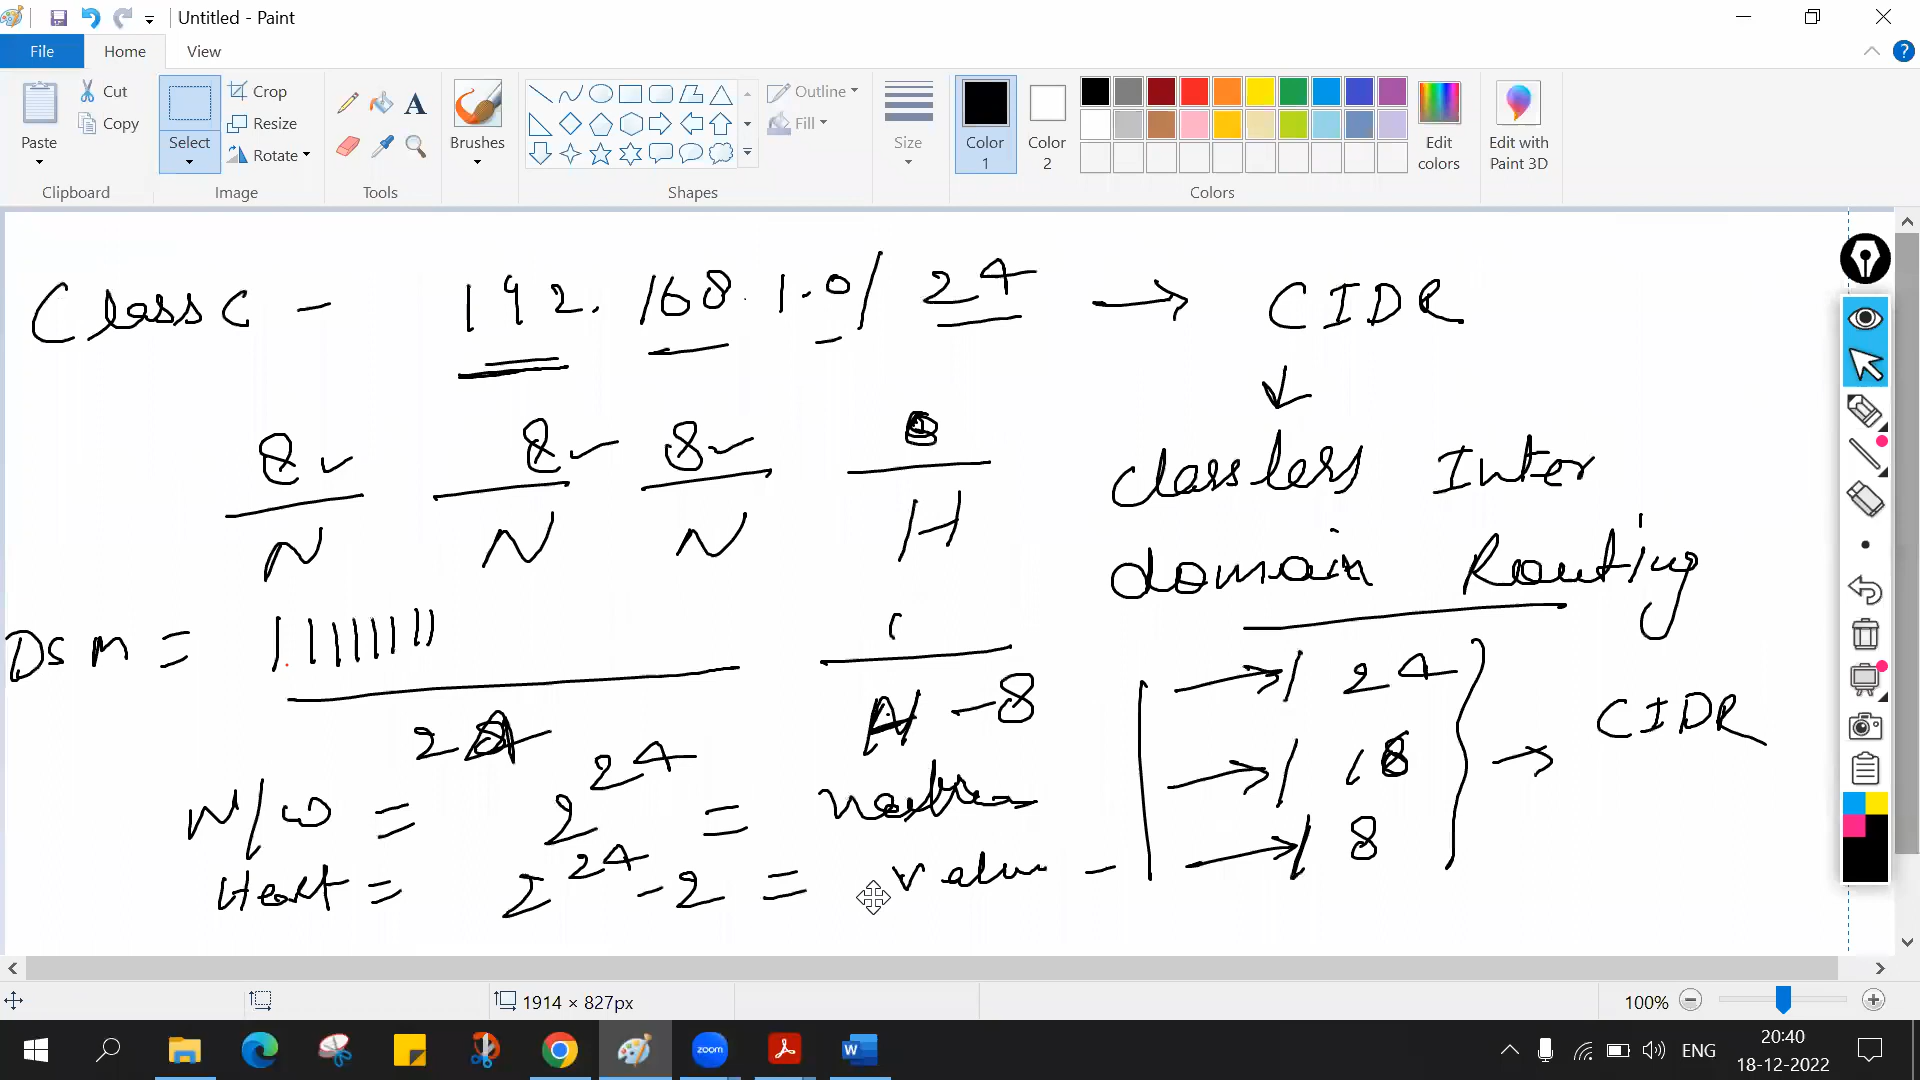 Untitled - Paint
File Home View
Paste
Cut
Copy
Clipboard
Select
Crop
Resize
Rotate
Image
Tools
Brushes
Shapes
Outline
Fill
Size
Color 1
Color 2
Colors
Edit colors
Edit with Paint 3D
Class C - 192.168.1.0/ 24 → CIDR
8 8 8 8
N N N H
Classless Inter
domain Routing
DSM = 11111111
24 H - 8
N/W = 2^24 =
Host = 2^24 - 2 = Value -
→ / 24
→ / 18
→ / 8
→ CIDR
1914 × 827px
100%
zoom
W
ENG
20:40
18-12-2022